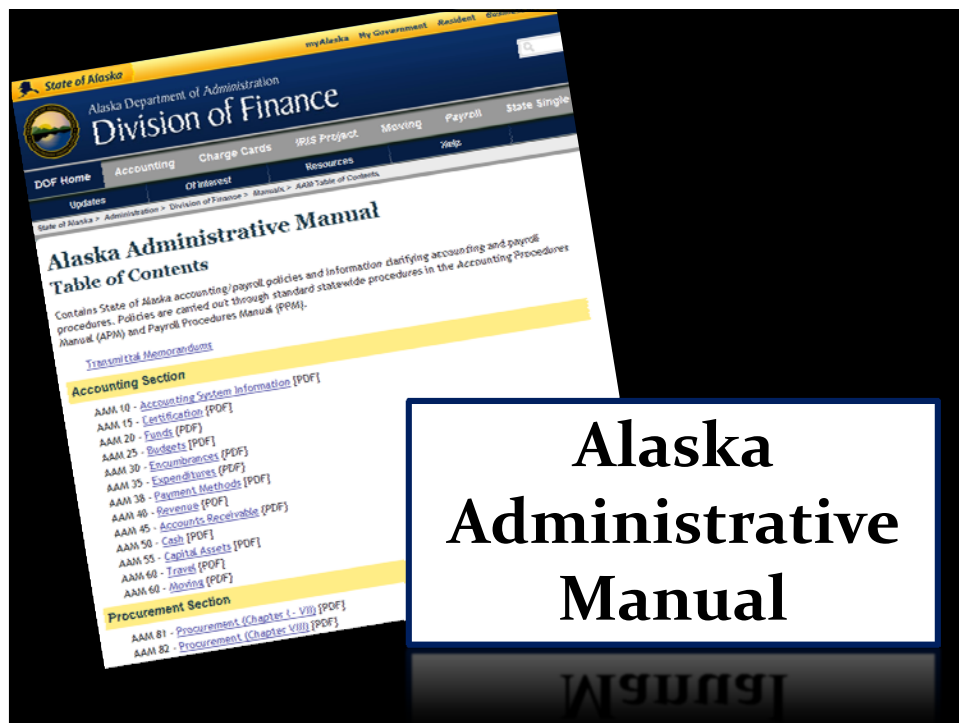 myAlaska My Government Resident
State of Alaska
Alaska Department of Administration
Division of Finance
DOF Home Accounting Charge Cards IRIS Project Moving Payroll State Single
Updates Of Interest Resources Help
State of Alaska > Administration > Division of Finance > Manuals > AAM Table of Contents
Alaska Administrative Manual
Table of Contents
Contains State of Alaska accounting/payroll policies and information clarifying accounting and payroll
procedures. Policies are carried out through standard statewide procedures in the Accounting Procedures
Manual (APM) and Payroll Procedures Manual (PPM).
Transmittal Memorandums
Accounting Section
AAM 10 - Accounting System Information [PDF]
AAM 15 - Certification [PDF]
AAM 20 - Funds [PDF]
AAM 25 - Budgets [PDF]
AAM 30 - Encumbrances [PDF]
AAM 35 - Expenditures [PDF]
AAM 38 - Payment Methods [PDF]
AAM 40 - Revenue [PDF]
AAM 45 - Accounts Receivable [PDF]
AAM 50 - Cash [PDF]
AAM 55 - Capital Assets [PDF]
AAM 60 - Travel [PDF]
AAM 60 - Moving [PDF]
Procurement Section
AAM 81 - Procurement (Chapter I - VII) [PDF]
AAM 82 - Procurement (Chapter VIII) [PDF]
Alaska
Administrative
Manual